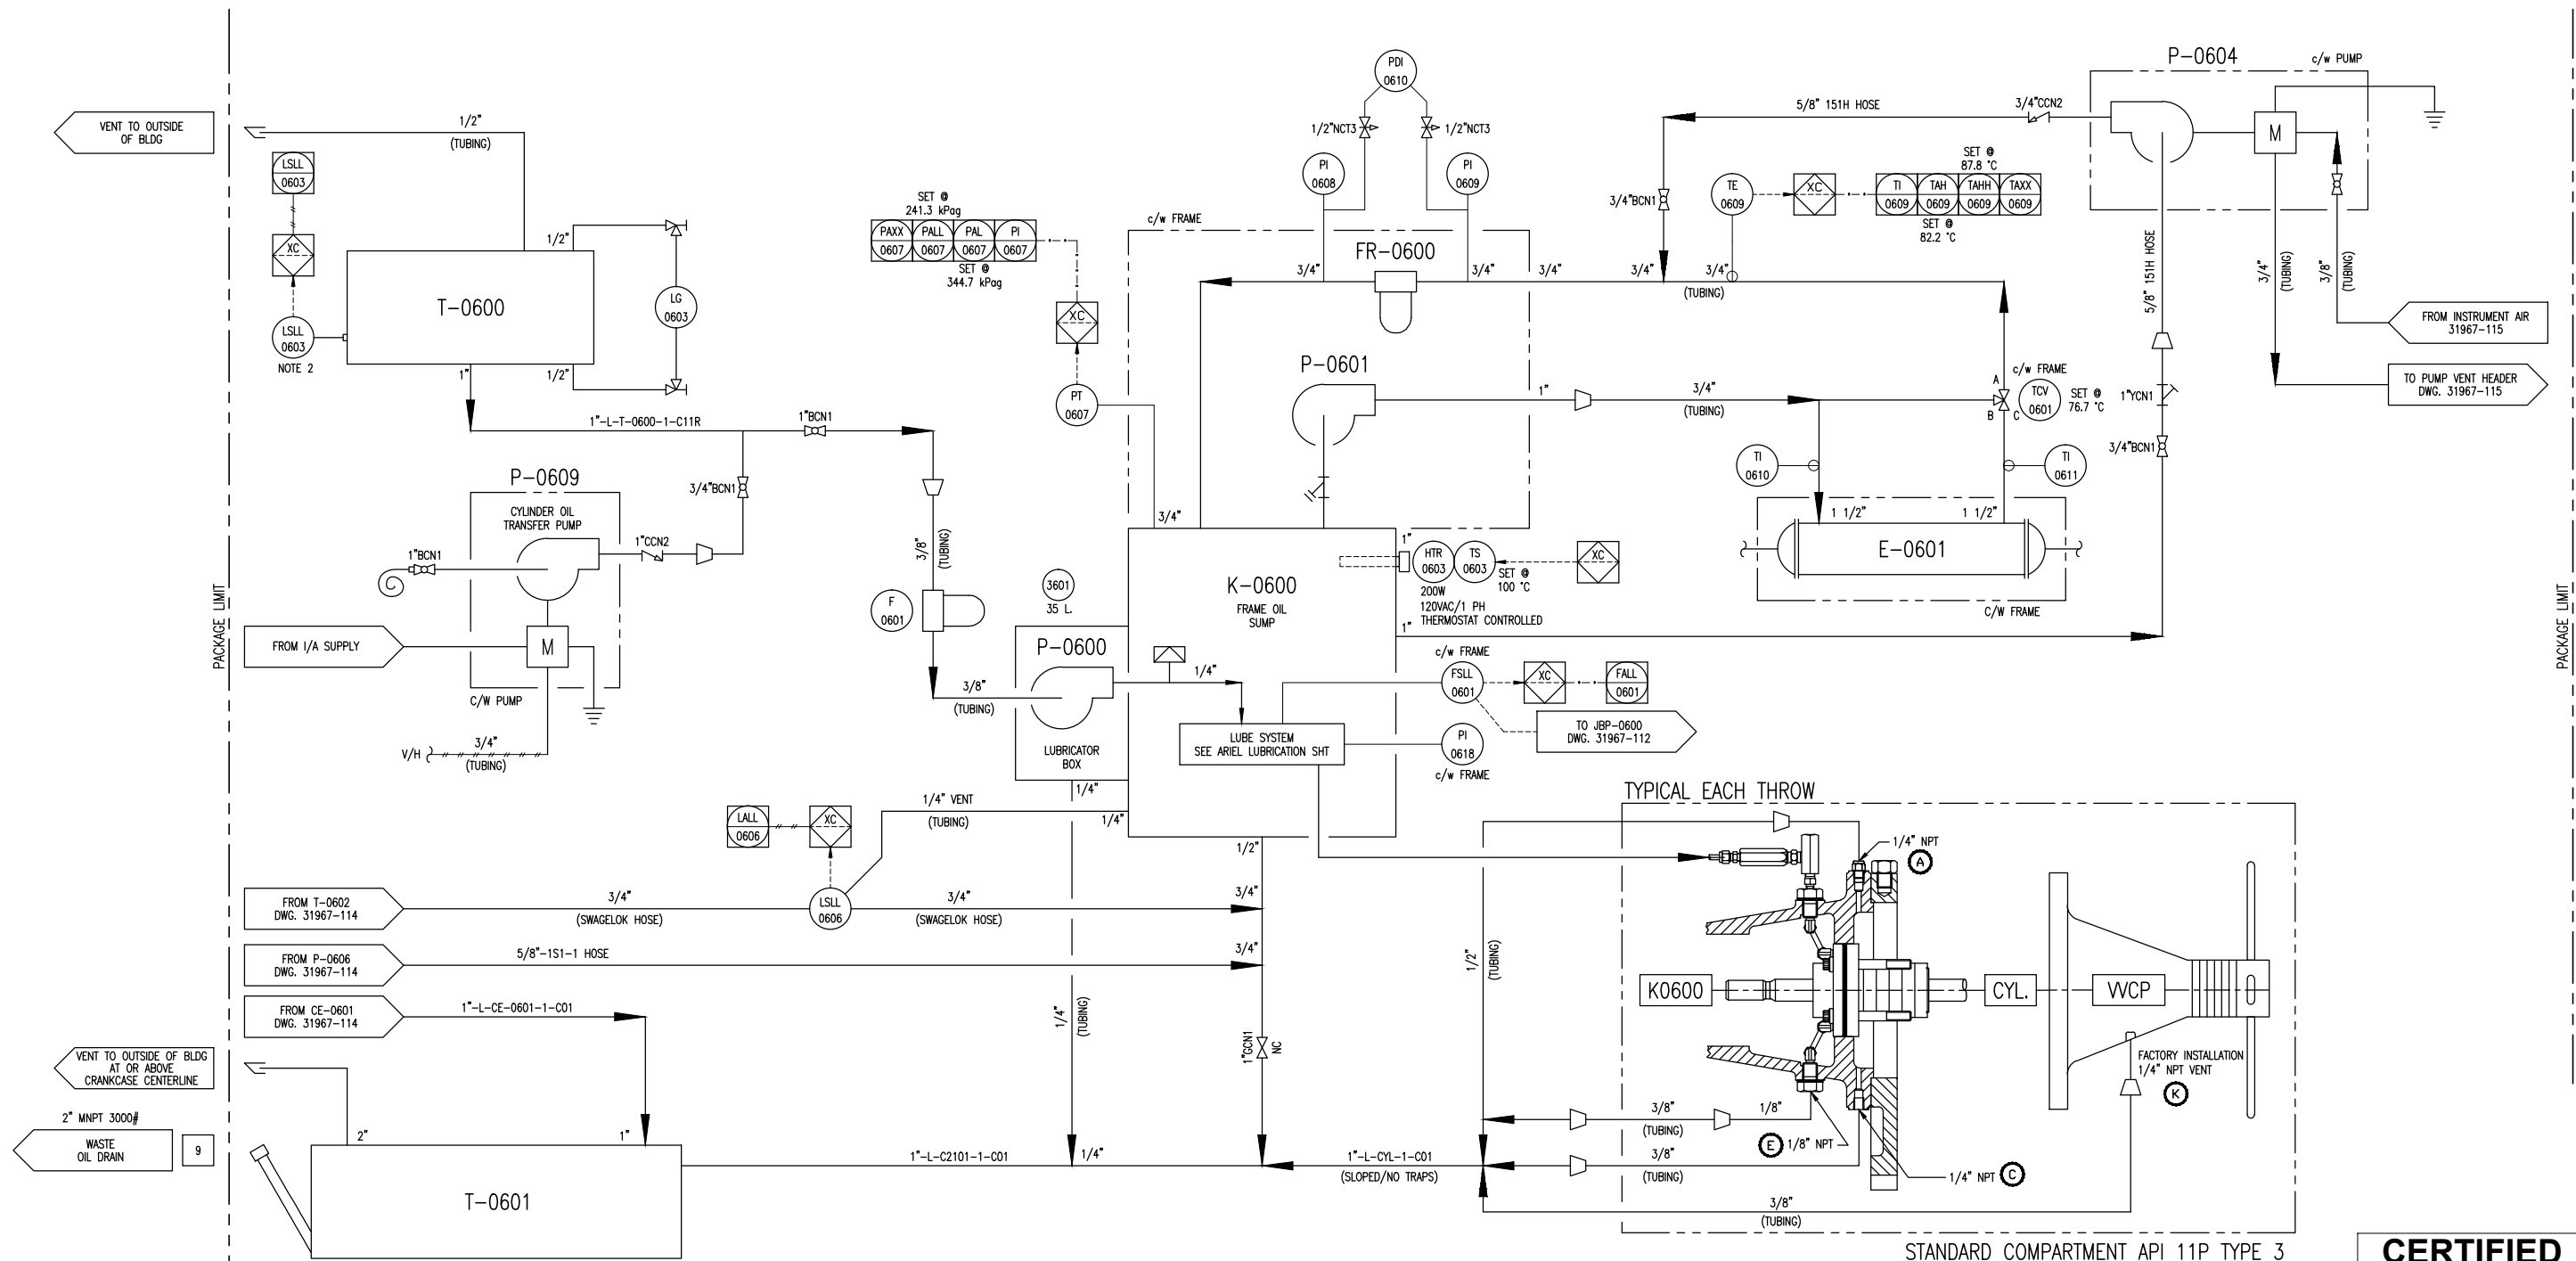 VENT TO OUTSIDE
OF BLDG
1/2"
(TUBING)
LSLL
0603
XC
LSLL
0603
NOTE 2
T-0600
1/2"
1/2"
1"
LG
0603
1"-L-T-0600-1-C11R
1"BCN1
3/4"BCN1
P-0609
CYLINDER OIL
TRANSFER PUMP
1"BCN1
1"CCN2
M
C/W PUMP
FROM I/A SUPPLY
PACKAGE LIMIT
V/H
3/4"
(TUBING)
3/8"
(TUBING)
F
0601
3/8"
(TUBING)
3601
35 L.
P-0600
LUBRICATOR
BOX
1/4"
SET @
241.3 kPag
PAXX
0607
PALL
0607
PAL
0607
PI
0607
SET @
344.7 kPag
XC
PT
0607
c/w FRAME
PDI
0610
1/2"NCT3
1/2"NCT3
PI
0608
PI
0609
FR-0600
3/4"
3/4"
3/4"
3/4"
3/4"
(TUBING)
P-0601
1"
3/4"
(TUBING)
3/4"
K-0600
FRAME OIL
SUMP
1"
HTR
0603
TS
0603
SET @
100 °C
XC
200W
120VAC/1 PH
THERMOSTAT CONTROLLED
1"
1/4"
LUBE SYSTEM
SEE ARIEL LUBRICATION SHT
c/w FRAME
FSLL
0601
XC
FALL
0601
TO JBP-0600
DWG. 31967-112
PI
0618
c/w FRAME
5/8" 151H HOSE
3/4"CCN2
P-0604
c/w PUMP
M
3/4"BCN1
TE
0609
XC
SET @
87.8 °C
TI
0609
TAH
0609
TAHH
0609
TAXX
0609
SET @
82.2 °C
5/8" 151H HOSE
3/4"
(TUBING)
3/8"
(TUBING)
FROM INSTRUMENT AIR
31967-115
TO PUMP VENT HEADER
DWG. 31967-115
c/w FRAME
A
B
C
TCV
0601
SET @
76.7 °C
1"YCN1
3/4"BCN1
TI
0610
TI
0611
1 1/2"
1 1/2"
E-0601
C/W FRAME
PACKAGE LIMIT
LALL
0606
XC
1/4" VENT
(TUBING)
1/4"
1/2"
FROM T-0602
DWG. 31967-114
3/4"
(SWAGELOK HOSE)
LSLL
0606
3/4"
(SWAGELOK HOSE)
3/4"
FROM P-0606
DWG. 31967-114
5/8"-1S1-1 HOSE
3/4"
FROM CE-0601
DWG. 31967-114
1"-L-CE-0601-1-C01
VENT TO OUTSIDE OF BLDG
AT OR ABOVE
CRANKCASE CENTERLINE
2" MNPT 3000#
WASTE
OIL DRAIN
9
2"
1"
T-0601
1/4"
(TUBING)
1"GCN1
NC
1"-L-C2101-1-C01
1/4"
1"-L-CYL-1-C01
(SLOPED/NO TRAPS)
1/2"
(TUBING)
TYPICAL EACH THROW
1/4" NPT
A
K0600
CYL.
VVCP
FACTORY INSTALLATION
1/4" NPT VENT
K
3/8"
(TUBING)
1/8"
E
1/8" NPT
3/8"
(TUBING)
1/4" NPT
C
3/8"
(TUBING)
STANDARD COMPARTMENT API 11P TYPE 3
CERTIFIED